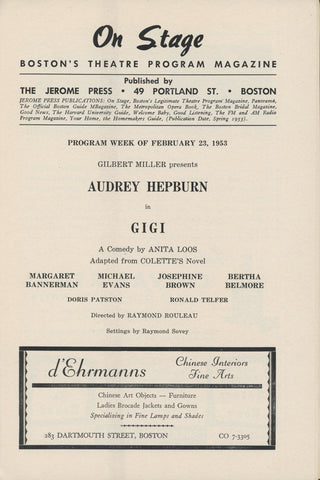 On Stage
BOSTON'S THEATRE PROGRAM MAGAZINE
Published by
THE JEROME PRESS • 49 PORTLAND ST. • BOSTON
JEROME PRESS PUBLICATIONS: On Stage, Boston's Legitimate Theatre Program Magazine, Panorama,
The Official Boston Guide Magazine, The Metropolitan Opera Book, The Boston Bridal Magazine,
Good News, The Harvard University Guide, Welcome Baby, Good Listening, The FM and AM Radio
Program Magazine, Your Home, the Homemakers Guide, (Publication Date, Spring 1953).
PROGRAM WEEK OF FEBRUARY 23, 1953
GILBERT MILLER presents
AUDREY HEPBURN
in
GIGI
A Comedy by ANITA LOOS
Adapted from COLETTE'S Novel
MARGARET MICHAEL JOSEPHINE BERTHA
BANNERMAN EVANS BROWN BELMORE
DORIS PATSTON RONALD TELFER
Directed by RAYMOND ROULEAU
Settings by Raymond Sovey
d'Ehrmanns
Chinese Interiors
Fine Arts
Chinese Art Objects — Furniture
Ladies Brocade Jackets and Gowns
Specializing in Fine Lamps and Shades
283 DARTMOUTH STREET, BOSTON CO 7-3305